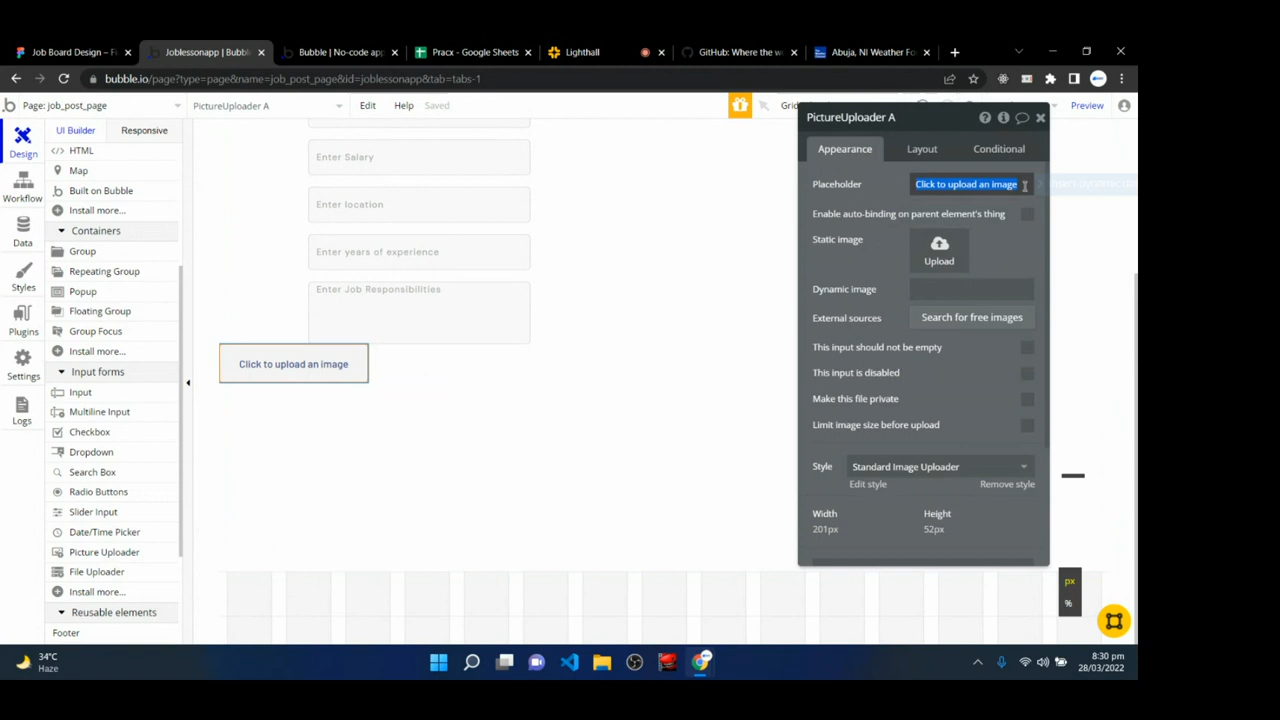 Job Board Design – Fi
Joblessonapp | Bubbl
Bubble | No-code app
Pracx - Google Sheets
Lighthall
GitHub: Where the w
Abuja, NI Weather Fo
bubble.io/page?type=page&name=job_post_page&id=joblessonapp&tab=tabs-1
Page: job_post_page
PictureUploader A
Edit
Help
Saved
Preview
Design
Workflow
Data
Styles
Plugins
Settings
Logs
UI Builder
Responsive
HTML
Map
Built on Bubble
Install more...
Containers
Group
Repeating Group
Popup
Floating Group
Group Focus
Install more...
Input forms
Input
Multiline Input
Checkbox
Dropdown
Search Box
Radio Buttons
Slider Input
Date/Time Picker
Picture Uploader
File Uploader
Install more...
Reusable elements
Footer
Enter Salary
Enter location
Enter years of experience
Enter Job Responsibilities
Click to upload an image
PictureUploader A
Appearance
Layout
Conditional
Placeholder
Click to upload an image
Enable auto-binding on parent element's thing
Static image
Upload
Dynamic image
External sources
Search for free images
This input should not be empty
This input is disabled
Make this file private
Limit image size before upload
Style
Standard Image Uploader
Edit style
Remove style
Width
Height
201px
52px
px
%
34°C
Haze
8:30 pm
28/03/2022